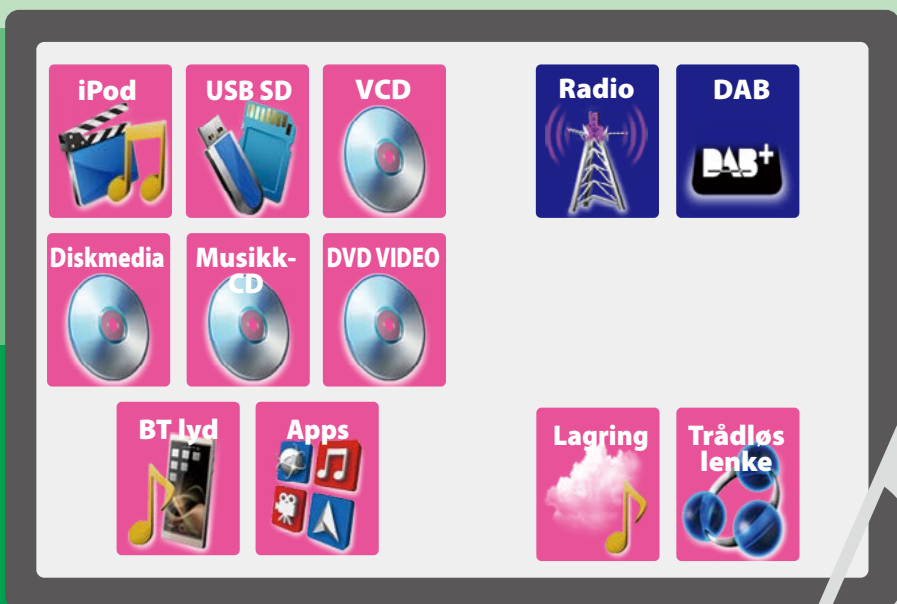 iPod
USB SD
VCD
Radio
DAB
DAB+
Diskmedia
Musikk-
CD
DVD VIDEO
BT lyd
Apps
Lagring
Trådløs
lenke